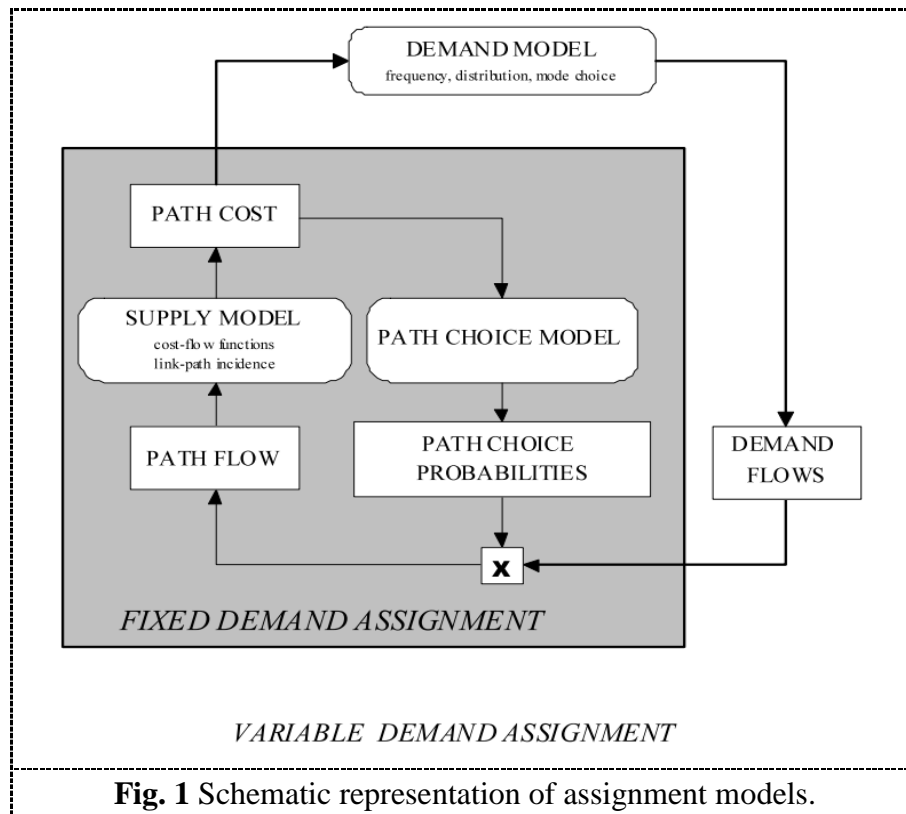 DEMAND MODEL
frequency, distribution, mode choice
PATH COST
SUPPLY MODEL
cost-flow functions
link-path incidence
PATH CHOICE MODEL
PATH FLOW
PATH CHOICE
PROBABILITIES
DEMAND
FLOWS
x
FIXED DEMAND ASSIGNMENT
VARIABLE DEMAND ASSIGNMENT
Fig. 1 Schematic representation of assignment models.